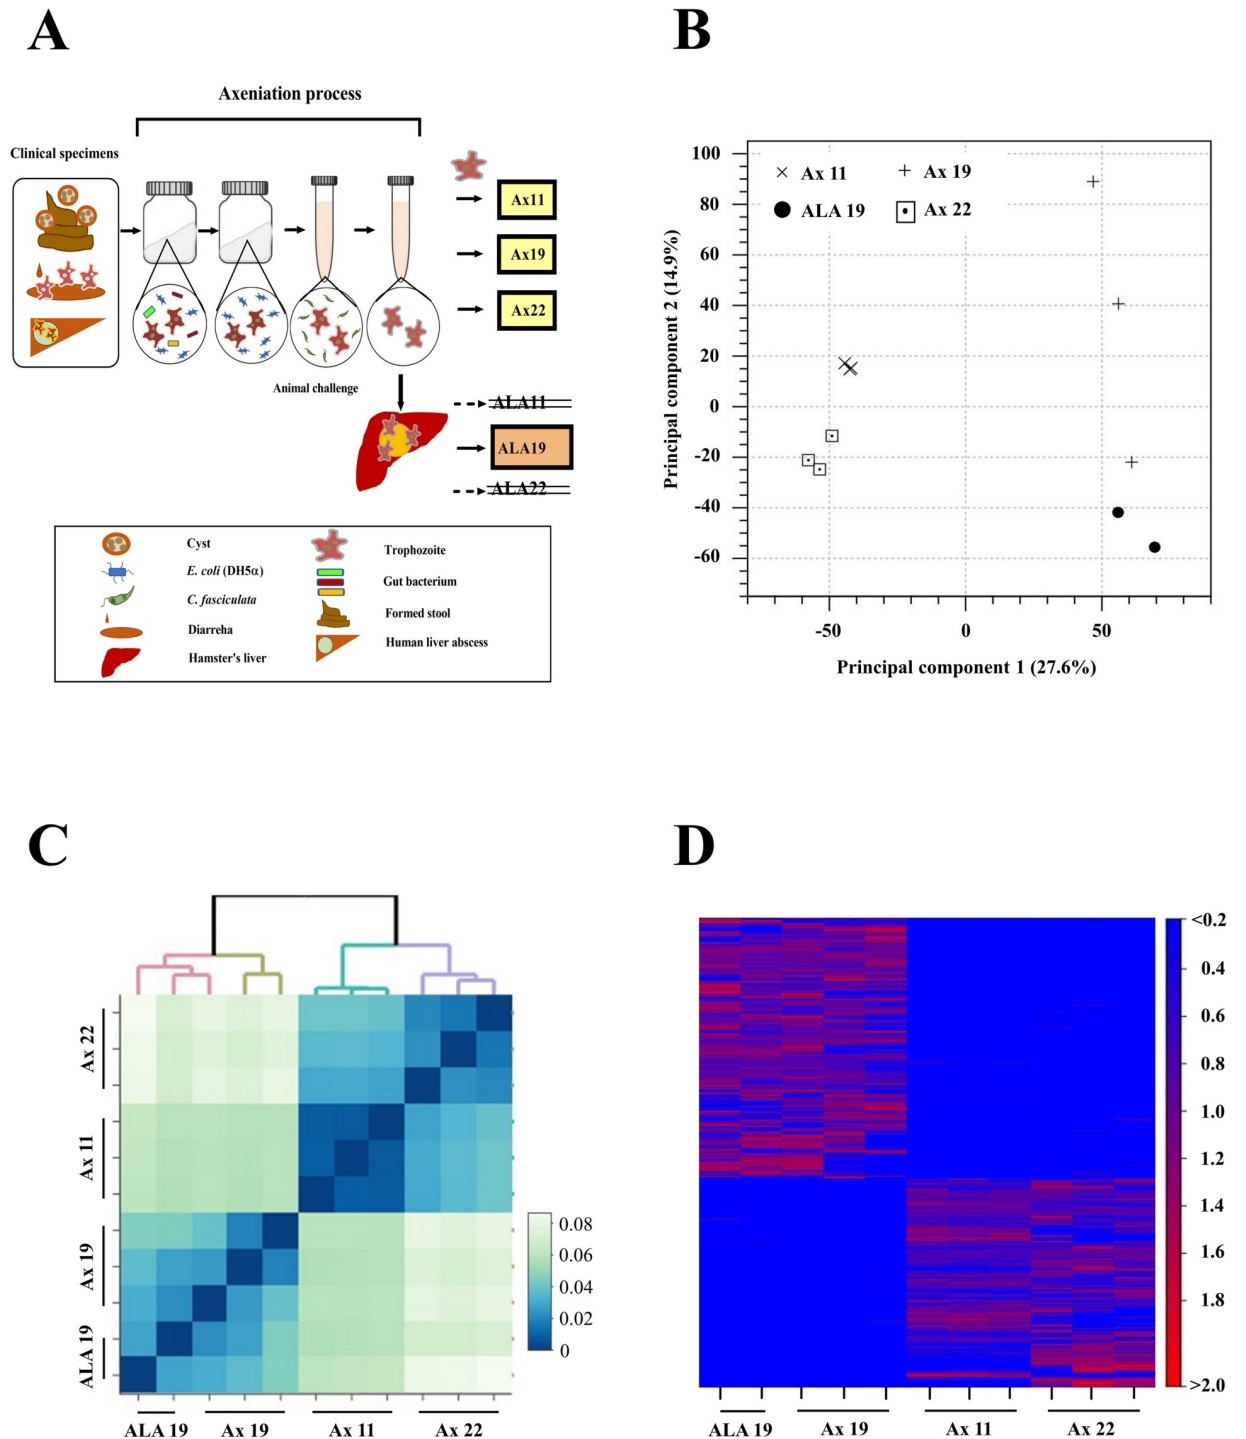 A
Axeniation process
Clinical specimens
Ax11
Ax19
Ax22
Animal challenge
ALA11
ALA19
ALA22
Cyst
E. coli (DH5α)
C. fasciculata
Diarreha
Hamster's liver
Trophozoite
Gut bacterium
Formed stool
Human liver abscess
B
Principal component 2 (14.9%)
100
80
60
40
20
0
-20
-40
-60
Ax 11
Ax 19
ALA 19
Ax 22
-50
0
50
Principal component 1 (27.6%)
C
Ax 22
Ax 11
Ax 19
ALA 19
0.08
0.06
0.04
0.02
0
ALA 19
Ax 19
Ax 11
Ax 22
D
<0.2
0.4
0.6
0.8
1.0
1.2
1.4
1.6
1.8
>2.0
ALA 19
Ax 19
Ax 11
Ax 22